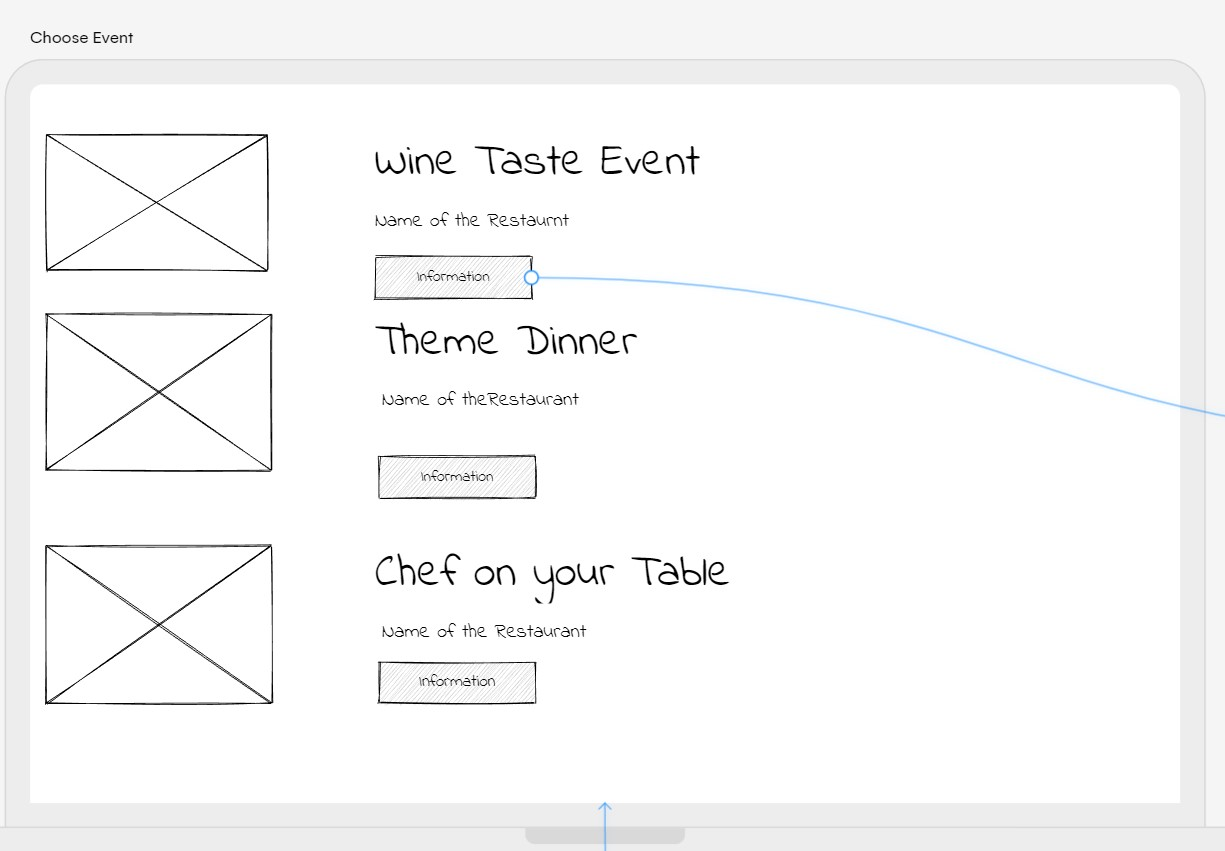 Choose Event
Wine Taste Event
Name of the Restaurnt
Information
Theme Dinner
Name of theRestaurant
Information
Chef on your Table
Name of the Restaurant
Information